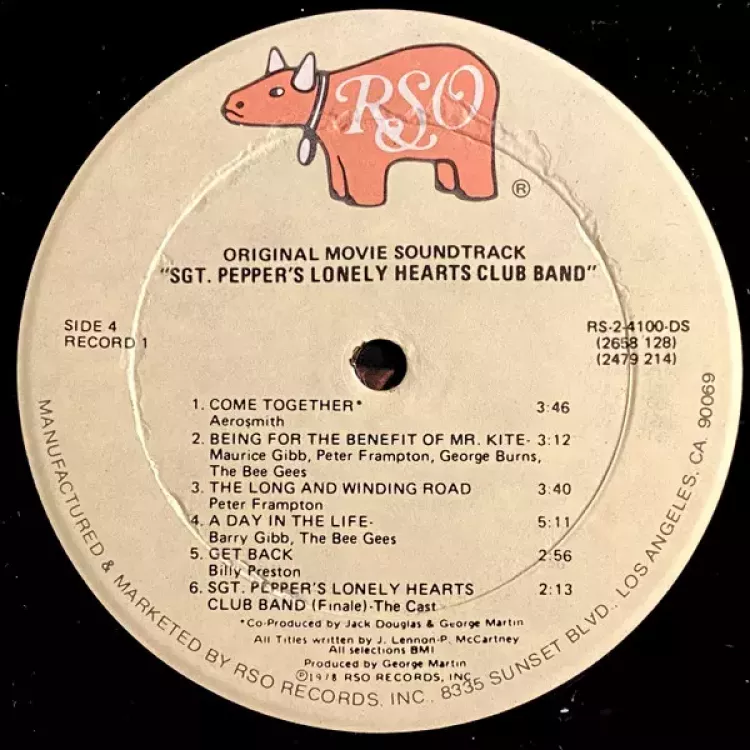 RSO
®
ORIGINAL MOVIE SOUNDTRACK
"SGT. PEPPER'S LONELY HEARTS CLUB BAND"
SIDE 4
RECORD 1
RS-2-4100-DS
(2658 128)
(2479 214)
1. COME TOGETHER* 3:46
Aerosmith
2. BEING FOR THE BENEFIT OF MR. KITE- 3:12
Maurice Gibb, Peter Frampton, George Burns,
The Bee Gees
3. THE LONG AND WINDING ROAD 3:40
Peter Frampton
4. A DAY IN THE LIFE- 5:11
Barry Gibb, The Bee Gees
5. GET BACK 2:56
Billy Preston
6. SGT. PEPPER'S LONELY HEARTS 2:13
CLUB BAND (Finale)-The Cast
*Co-Produced by Jack Douglas & George Martin
All Titles written by J. Lennon-P. McCartney
All selections BMI
Produced by George Martin
℗1978 RSO RECORDS, INC.
MANUFACTURED & MARKETED BY RSO RECORDS, INC., 8335 SUNSET BLVD., LOS ANGELES, CA. 90069